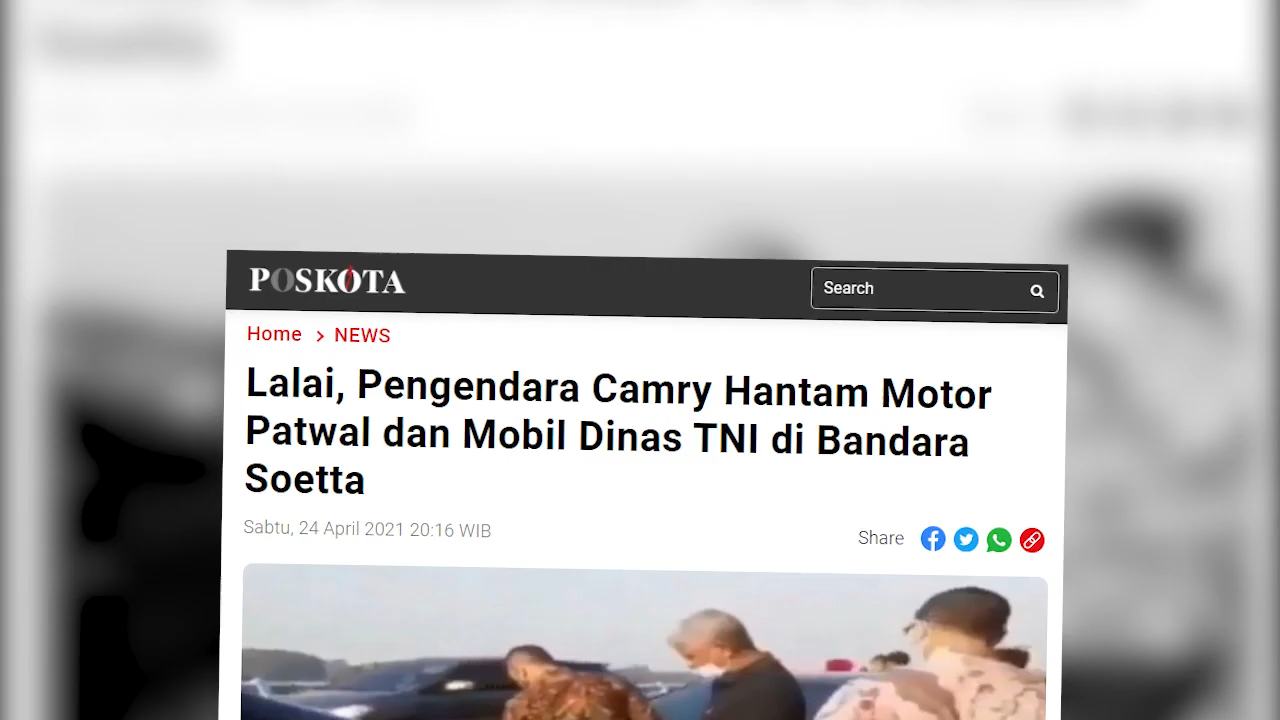 POSKOTA
Search
Home > NEWS
Lalai, Pengendara Camry Hantam Motor
Patwal dan Mobil Dinas TNI di Bandara
Soetta
Sabtu, 24 April 2021 20:16 WIB
Share